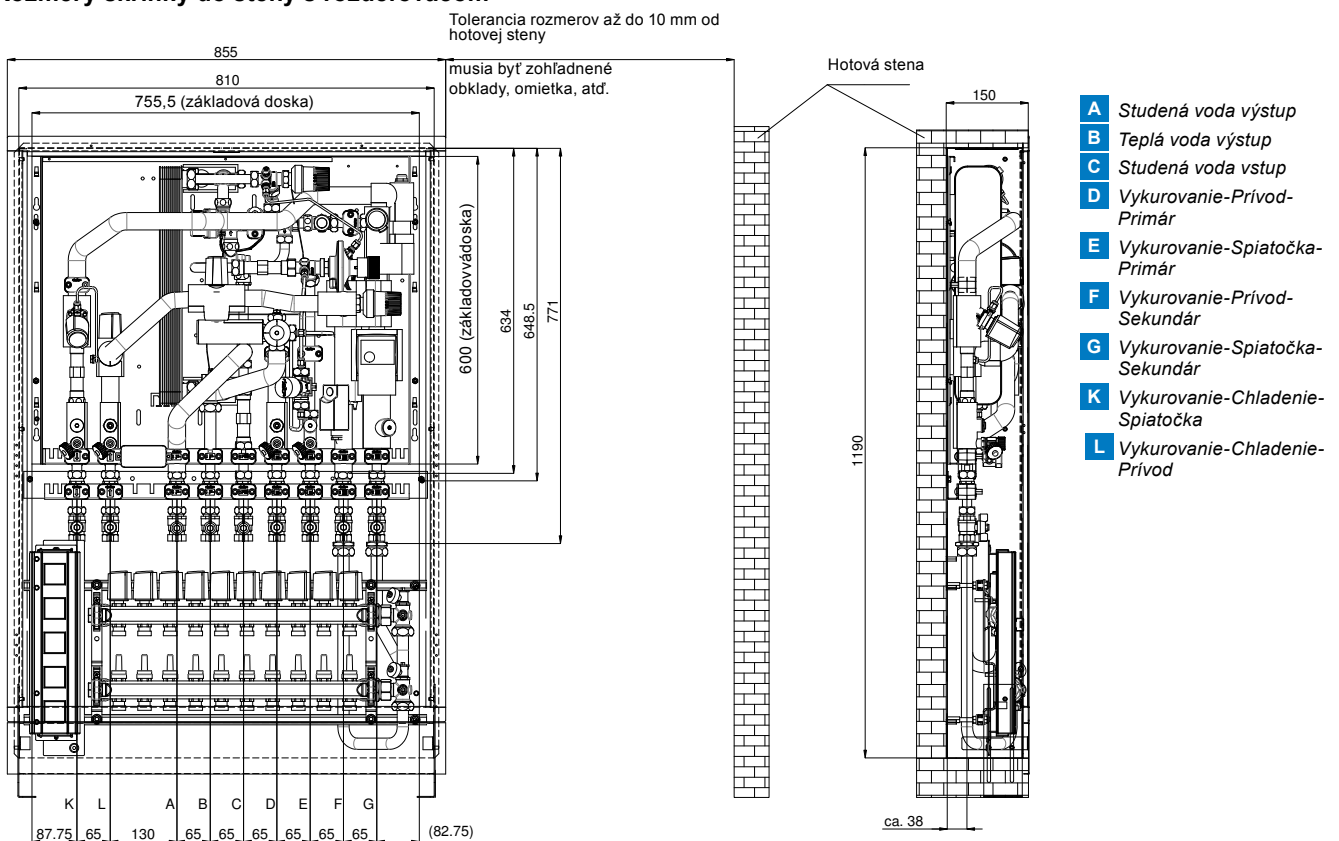 Tolerancia rozmerov až do 10 mm od
hotovej steny
855
musia byť zohľadnené
obklady, omietka, atď.
Hotová stena
810
755,5 (základová doska)
150
600 (základovvádoska)
634
648.5
771
1190
A Studená voda výstup
B Teplá voda výstup
C Studená voda vstup
D Vykurovanie-Prívod-
Primár
E Vykurovanie-Spiatočka-
Primár
F Vykurovanie-Prívod-
Sekundár
G Vykurovanie-Spiatočka-
Sekundár
K Vykurovanie-Chladenie-
Spiatočka
L Vykurovanie-Chladenie-
Prívod
K L A B C D E F G
87.75 65 130 65 65 65 65 65 65 (82.75)
ca. 38